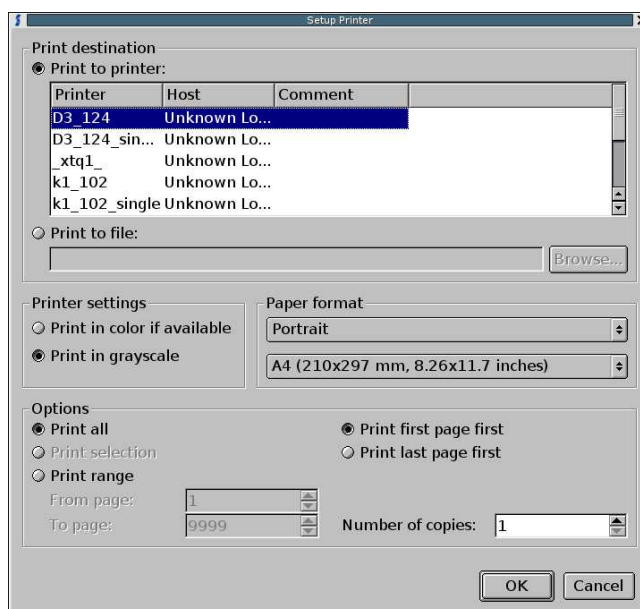 Setup Printer
Print destination
Print to printer:
Printer Host Comment
D3_124 Unknown Lo...
D3_124_sin... Unknown Lo...
_xtq1_ Unknown Lo...
k1_102 Unknown Lo...
k1_102_single Unknown Lo...
Print to file:
Browse...
Printer settings
Print in color if available
Print in grayscale
Paper format
Portrait
A4 (210x297 mm, 8.26x11.7 inches)
Options
Print all
Print selection
Print range
From page: 1
To page: 9999
Print first page first
Print last page first
Number of copies: 1
OK Cancel